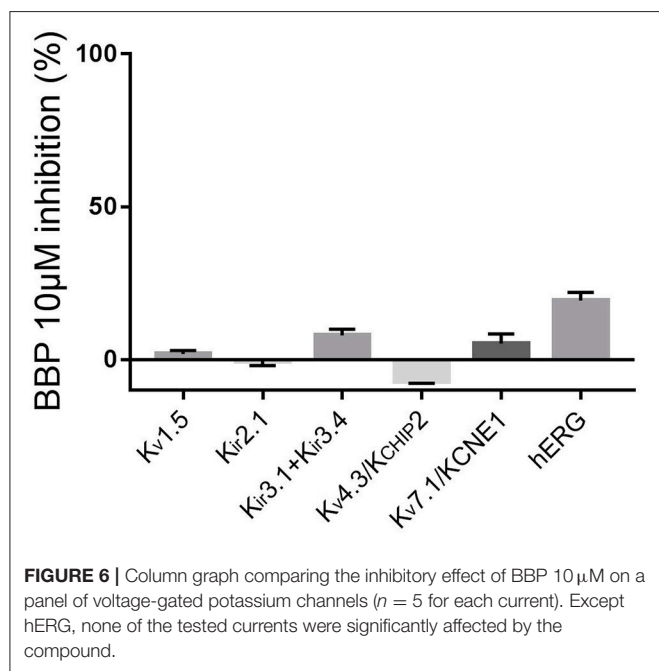 BBP 10µM inhibition (%)
100
50
0
Kv1.5
Kir2.1
Kir3.1+Kir3.4
Kv4.3/KCHIP2
Kv7.1/KCNE1
hERG
FIGURE 6 | Column graph comparing the inhibitory effect of BBP 10 µM on a
panel of voltage-gated potassium channels (n = 5 for each current). Except
hERG, none of the tested currents were significantly affected by the
compound.